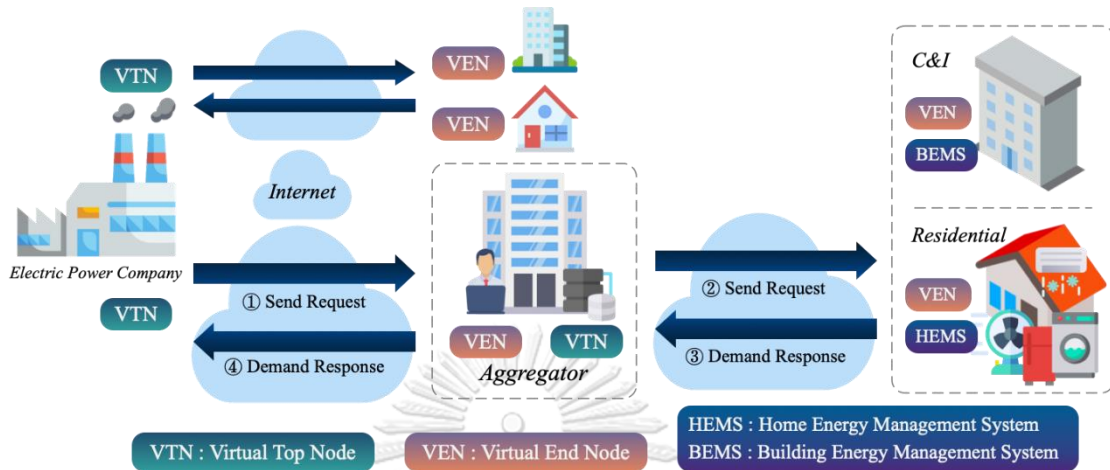 VTN
VEN
VEN
Internet
Electric Power Company
VTN
① Send Request
④ Demand Response
VEN
VTN
Aggregator
② Send Request
③ Demand Response
C&I
VEN
BEMS
Residential
VEN
HEMS
VTN : Virtual Top Node
VEN : Virtual End Node
HEMS : Home Energy Management System
BEMS : Building Energy Management System